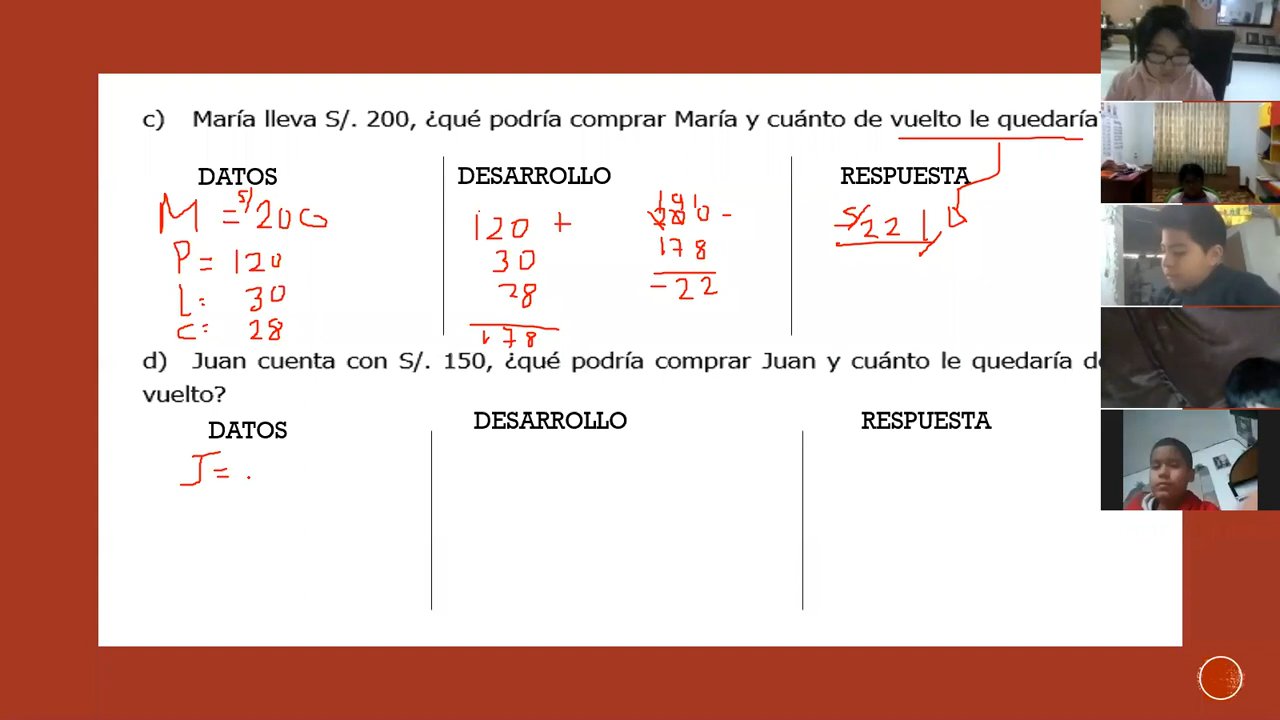 c) María lleva S/. 200, ¿qué podría comprar María y cuánto de vuelto le quedaría
DATOS
M = S/ 200
P = 120
L: 30
C: 28
DESARROLLO
120 +
30
28
178
200 -
178
- 22
RESPUESTA
S/ 22
d) Juan cuenta con S/. 150, ¿qué podría comprar Juan y cuánto le quedaría de
vuelto?
DATOS
J = .
DESARROLLO
RESPUESTA